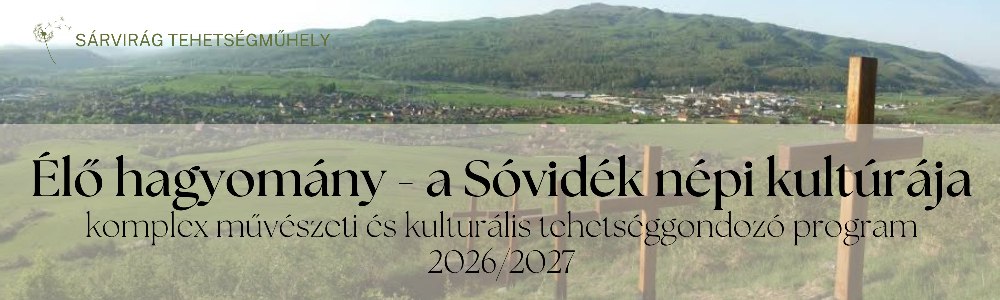 SÁRVIRÁG TEHETSÉGMŰHELY
Élő hagyomány - a Sóvidék népi kultúrája
komplex művészeti és kulturális tehetséggondozó program
2026/2027